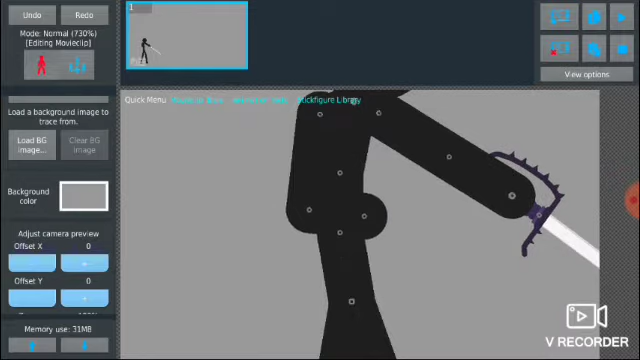 Undo
Redo
Mode: Normal (730%)
[Editing Movieclip]
Load a background image to
trace from.
Load BG
image...
Clear BG
image
Background
color
Adjust camera preview
Offset X
0
Offset Y
0
Memory use: 31MB
1
View options
Quick Menu
Stickfigure Library
V RECORDER